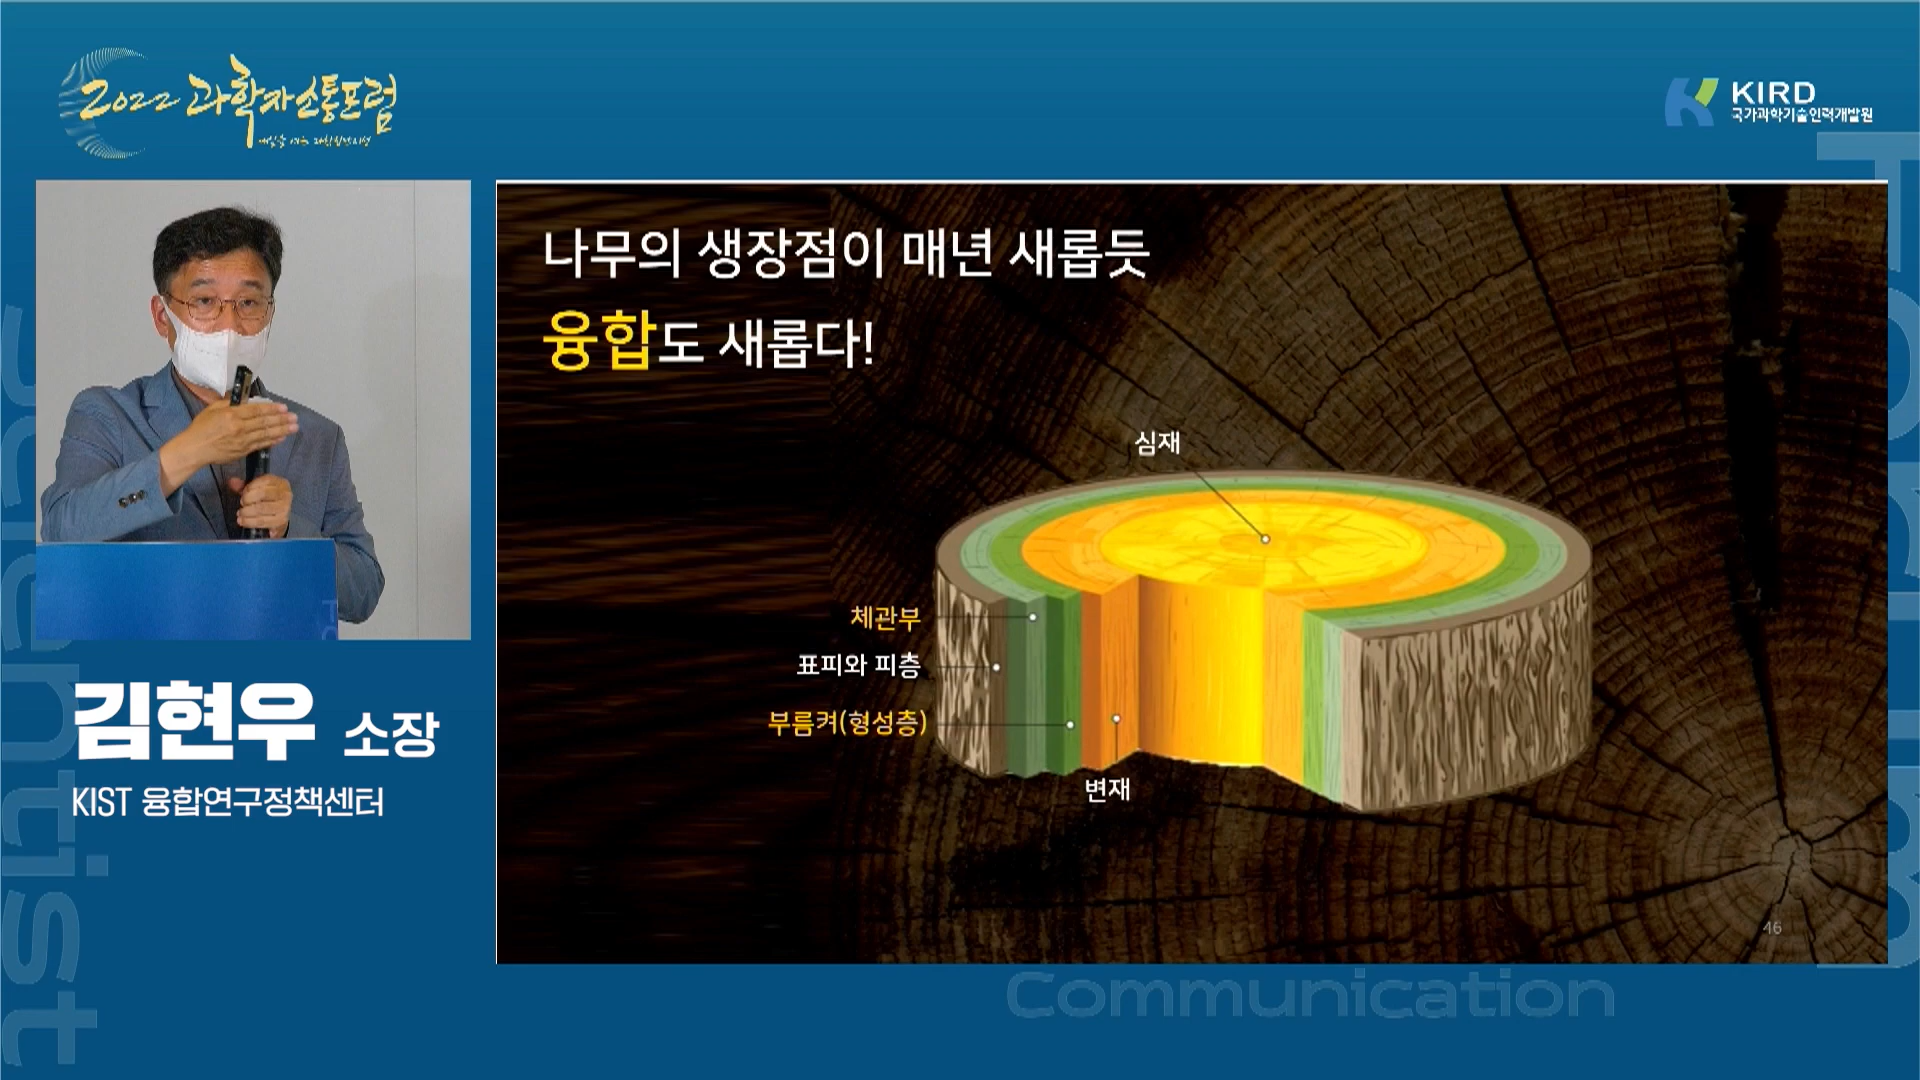 2022 과학자소통포럼
KIRD
국가과학기술인력개발원
나무의 생장점이 매년 새롭듯
융합도 새롭다!
심재
체관부
표피와 피층
부름켜(형성층)
변재
46
김현우 소장
KIST 융합연구정책센터
Communication
Scientist
Forum